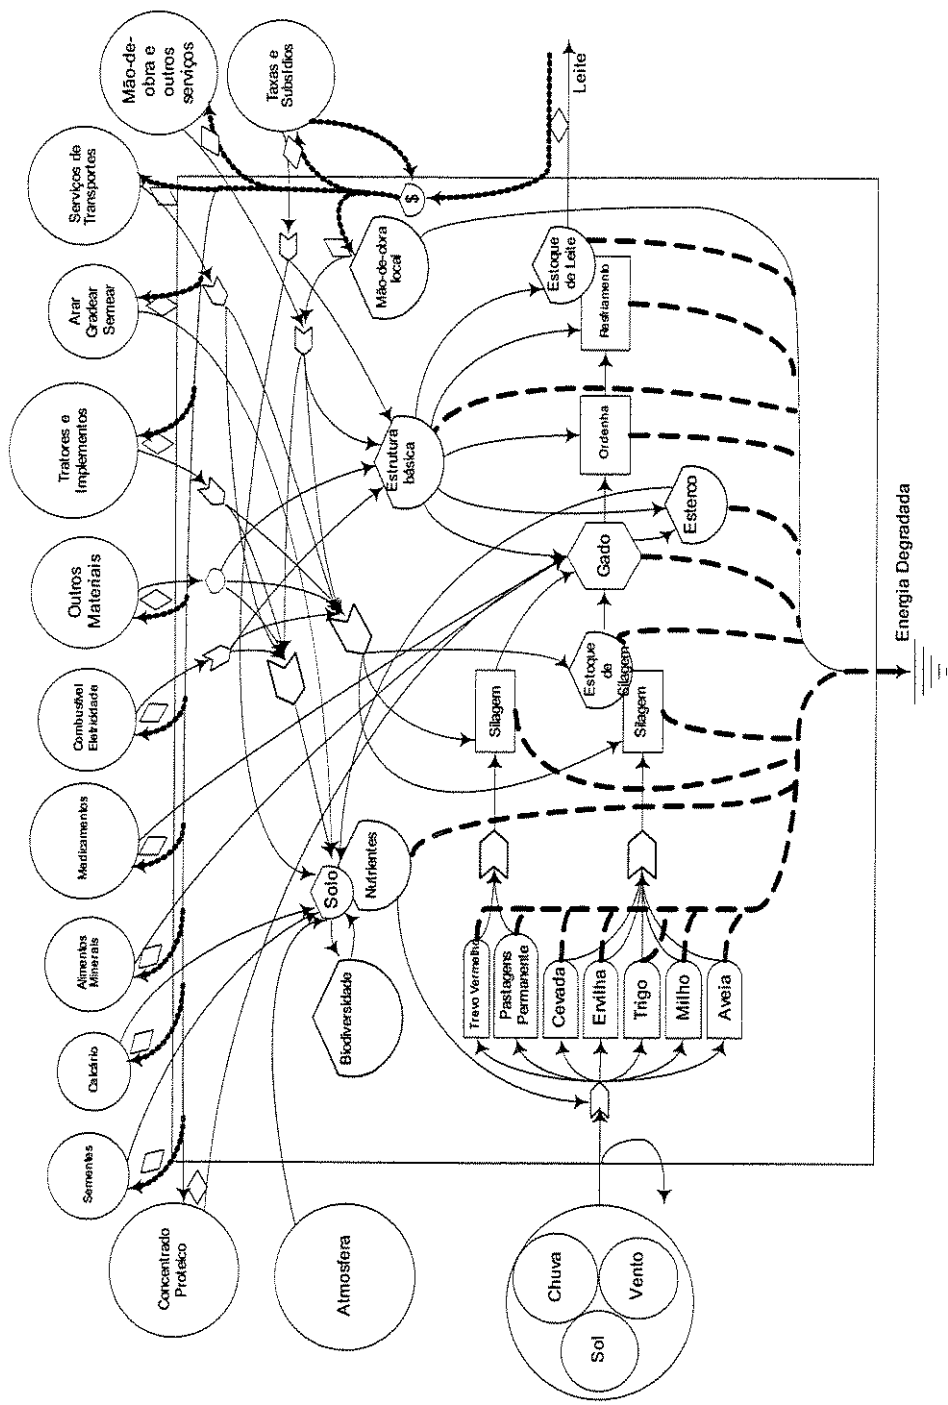 Sementes
Calcário
Alimentos
Minerais
Medicamentos
Combustível
Eletricidade
Outros
Materiais
Tratores e
Implementos
Arar
Gradear
Semear
Serviços de
Transportes
Mão-de-
obra e
outros
serviços
Concentrado
Proteico
Taxas e
Subsídios
Atmosfera
$
Mão-de-obra
local
Solo
Nutrientes
Biodiversidade
Estrutura
básica
Chuva
Sol
Vento
Trevo Vermelho
Pastagens
Permanente
Cevada
Ervilha
Trigo
Milho
Aveia
Silagem
Silagem
Estoque
de
Silagem
Gado
Esterco
Ordenha
Resfriamento
Estoque
de Leite
Leite
Energia Degradada